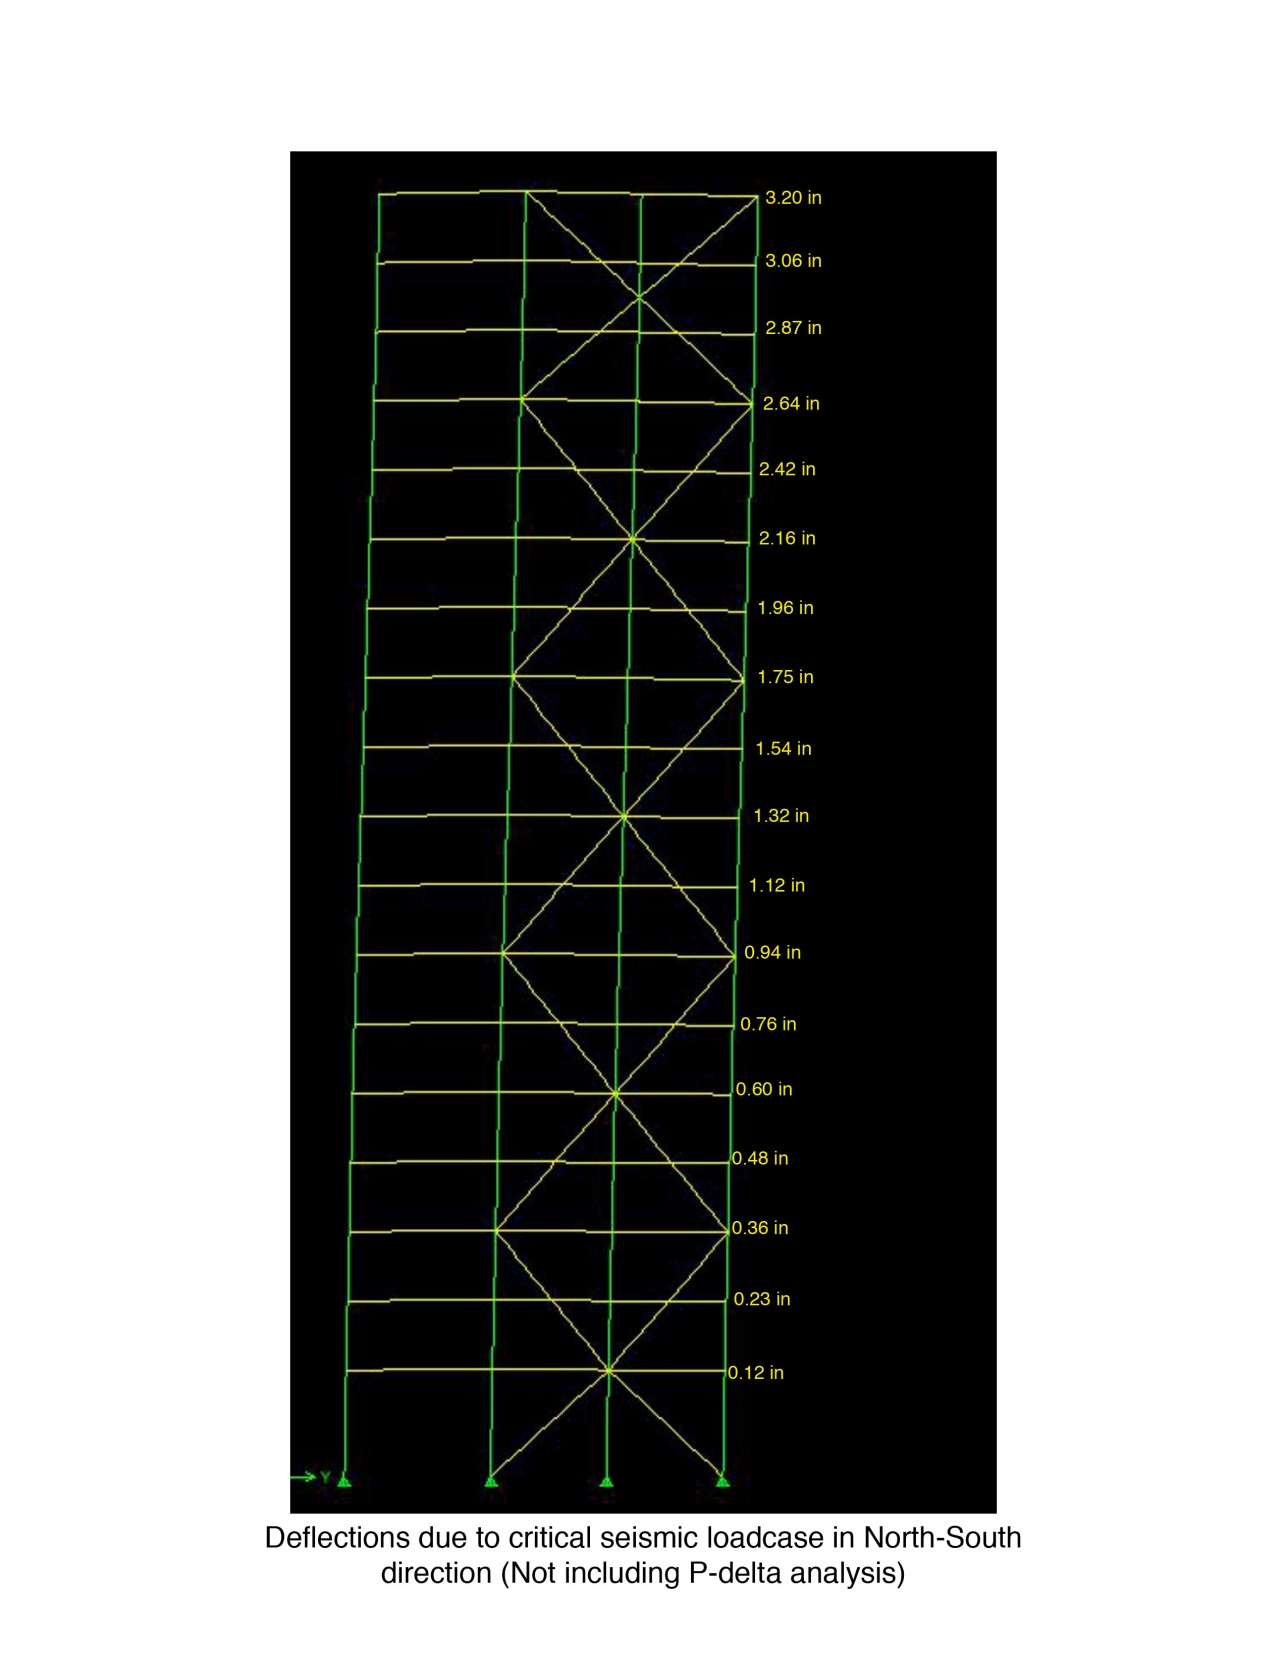 3.20 in
3.06 in
2.87 in
2.64 in
2.42 in
2.16 in
1.96 in
1.75 in
1.54 in
1.32 in
1.12 in
0.94 in
0.76 in
0.60 in
0.48 in
0.36 in
0.23 in
0.12 in
Y
Deflections due to critical seismic loadcase in North-South
direction (Not including P-delta analysis)